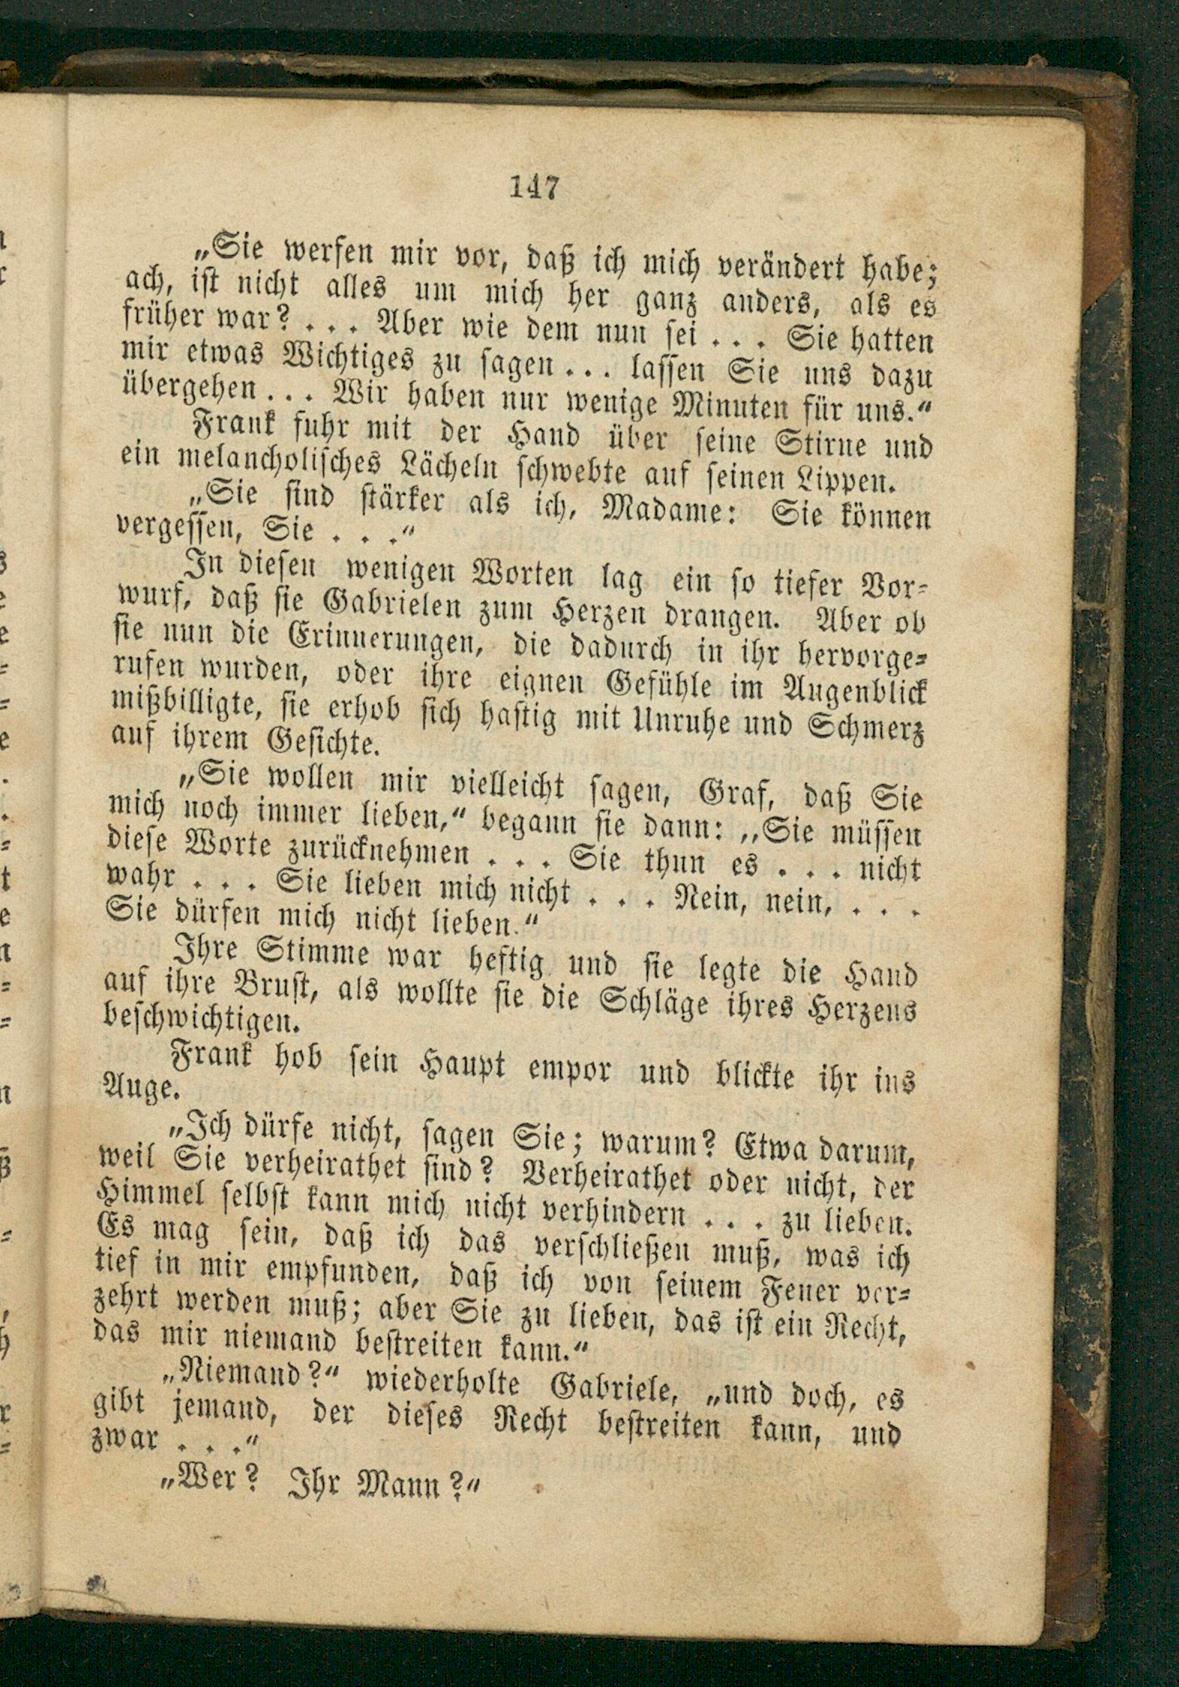 147
„Sie werfen mir vor, daß ich mich verändert habe;
ach, ist nicht alles um mich her ganz anders, als es
früher war? . . . Aber wie dem nun sei . . . Sie hatten
mir etwas Wichtiges zu sagen . . . lassen Sie uns dazu
übergehen . . . Wir haben nur wenige Minuten für uns.“
Frank fuhr mit der Hand über seine Stirne und
ein melancholisches Lächeln schwebte auf seinen Lippen.
„Sie sind stärker als ich, Madame: Sie können
vergessen, Sie . . .“
In diesen wenigen Worten lag ein so tiefer Vor-
wurf, daß sie Gabrielen zum Herzen drangen. Aber ob
sie nun die Erinnerungen, die dadurch in ihr hervorge-
rufen wurden, oder ihre eignen Gefühle im Augenblick
mißbilligte, sie erhob sich hastig mit Unruhe und Schmerz
auf ihrem Gesichte.
„Sie wollen mir vielleicht sagen, Graf, daß Sie
mich noch immer lieben,“ begann sie dann: „Sie müssen
diese Worte zurücknehmen . . . Sie thun es . . . nicht
wahr . . . Sie lieben mich nicht . . . Nein, nein, . . .
Sie dürfen mich nicht lieben.“
Ihre Stimme war heftig und sie legte die Hand
auf ihre Brust, als wollte sie die Schläge ihres Herzens
beschwichtigen.
Frank hob sein Haupt empor und blickte ihr ins
Auge.
„Ich dürfe nicht, sagen Sie; warum? Etwa darum,
weil Sie verheirathet sind? Verheirathet oder nicht, der
Himmel selbst kann mich nicht verhindern . . . zu lieben.
Es mag sein, daß ich das verschließen muß, was ich
tief in mir empfunden, daß ich von seinem Feuer ver-
zehrt werden muß; aber Sie zu lieben, das ist ein Recht,
das mir niemand bestreiten kann.“
„Niemand?“ wiederholte Gabriele, „und doch, es
gibt jemand, der dieses Recht bestreiten kann, und
zwar . . .“
„Wer? Ihr Mann?“